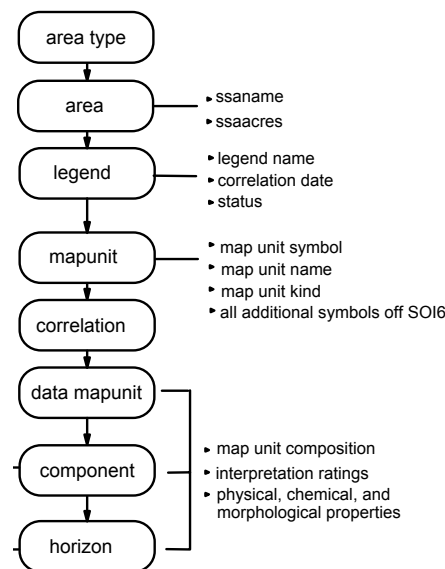 area type
area
ssaname
ssaacres
legend
legend name
correlation date
status
mapunit
map unit symbol
map unit name
map unit kind
all additional symbols off SOI6
correlation
data mapunit
component
map unit composition
interpretation ratings
physical, chemical, and
morphological properties
horizon